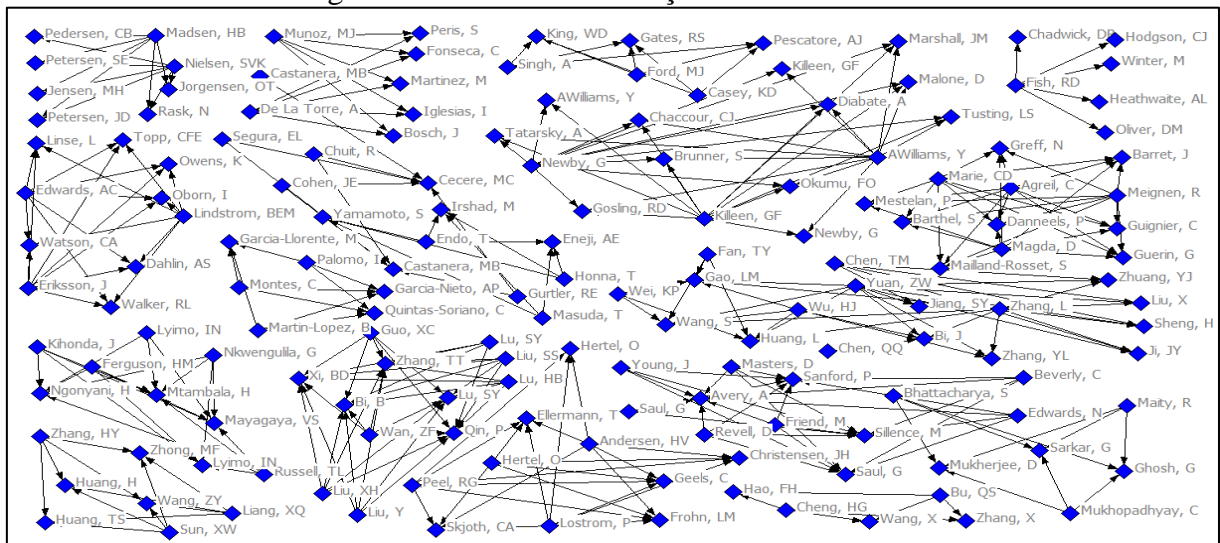 Pedersen, CB
Madsen, HB
Munoz, MJ
Peris, S
King, WD
Gates, RS
Pescatore, AJ
Marshall, JM
Chadwick, DR
Hodgson, CJ
Petersen, SE
Nielsen, SVK
Fonseca, C
Singh, A
Ford, MJ
Killeen, GF
Winter, M
Jensen, MH
Jorgensen, OT
Castanera, MB
Martinez, M
Casey, KD
Malone, D
Fish, RD
Petersen, JD
Rask, N
De La Torre, A
Iglesias, I
AWilliams, Y
Diabate, A
Heathwaite, AL
Linse, L
Topp, CFE
Segura, EL
Bosch, J
Tatarsky, A
Chaccour, CJ
Tusting, LS
Oliver, DM
Owens, K
Chuit, R
Newby, G
Brunner, S
AWilliams, Y
Greff, N
Barret, J
Edwards, AC
Oborn, I
Cohen, JE
Cecere, MC
Okumu, FO
Marie, CD
Agreil, C
Meignen, R
Lindstrom, BEM
Yamamoto, S
Irshad, M
Gosling, RD
Killeen, GF
Mestelan, P
Barthel, S
Danneels, P
Guignier, C
Watson, CA
Garcia-Llorente, M
Endo, T
Eneji, AE
Newby, G
Magda, D
Guerin, G
Dahlin, AS
Palomo, I
Castanera, MB
Honna, T
Fan, TY
Chen, TM
Mailland-Rosset, S
Eriksson, J
Montes, C
Garcia-Nieto, AP
Gurtler, RE
Wei, KP
Gao, LM
Yuan, ZW
Zhuang, YJ
Walker, RL
Quintas-Soriano, C
Masuda, T
Wu, HJ
Jiang, SY
Zhang, L
Liu, X
Lyimo, IN
Martin-Lopez, B
Guo, XC
Wang, S
Huang, L
Bi, J
Sheng, H
Kihonda, J
Nkwengulila, G
Lu, SY
Hertel, O
Chen, QQ
Zhang, YL
Ji, JY
Ferguson, HM
Xi, BD
Zhang, TT
Liu, SS
Young, J
Masters, D
Sanford, P
Beverly, C
Ngonyani, H
Mtambala, H
Bi, B
Lu, SY
Lu, HB
Saul, G
Avery, A
Bhattacharya, S
Maity, R
Mayagaya, VS
Wan, ZF
Qin, P
Ellermann, T
Revell, D
Friend, M
Sillence, M
Edwards, N
Zhang, HY
Zhong, MF
Lyimo, IN
Russell, TL
Hertel, O
Andersen, HV
Christensen, JH
Saul, G
Mukherjee, D
Sarkar, G
Ghosh, G
Huang, H
Wang, ZY
Liu, XH
Peel, RG
Geels, C
Hao, FH
Bu, QS
Huang, TS
Liang, XQ
Liu, Y
Skjoth, CA
Lostrom, P
Frohn, LM
Cheng, HG
Wang, X
Zhang, X
Mukhopadhyay, C
Sun, XW